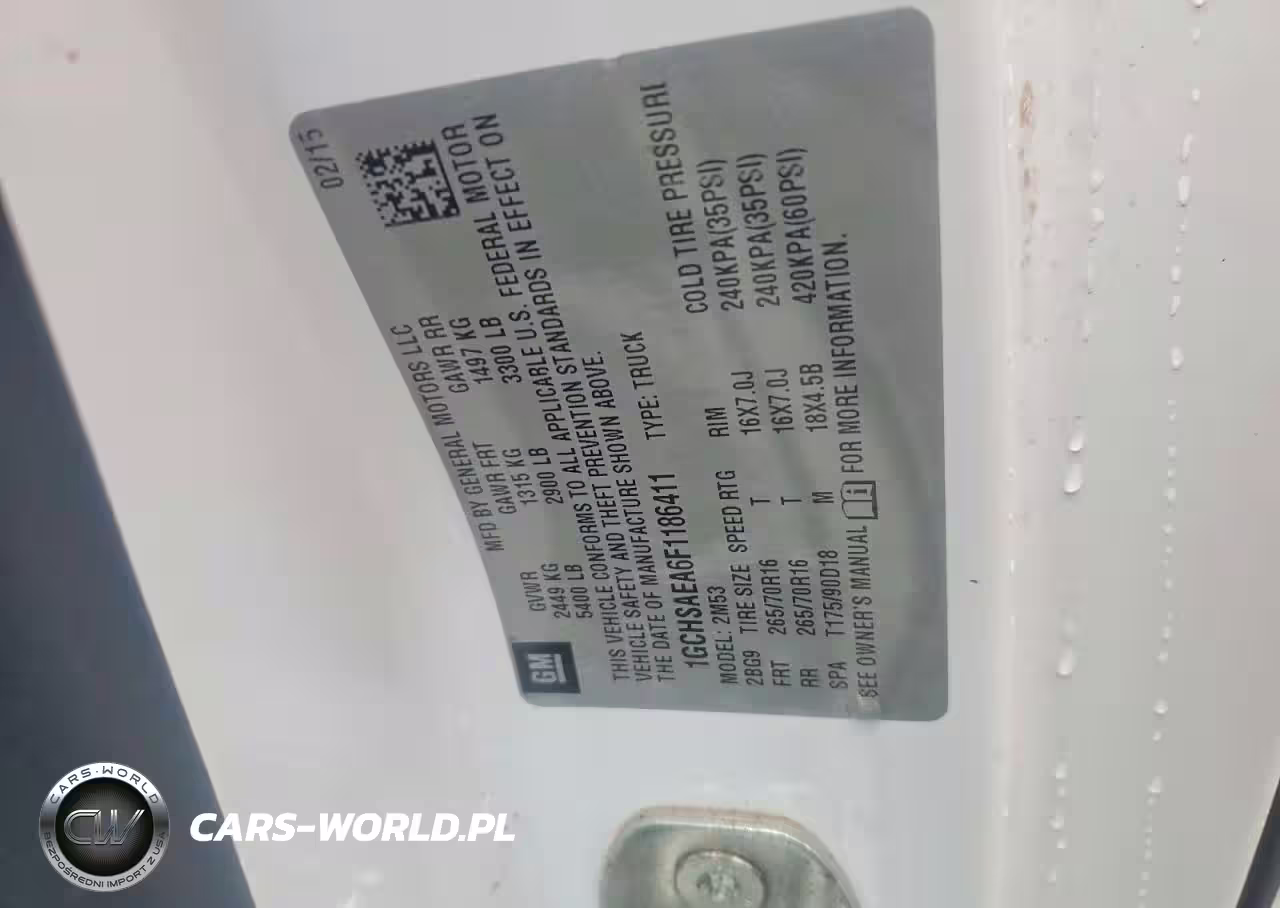 02/15
MFD BY GENERAL MOTORS LLC
GVWR GAWR FRT GAWR RR
2449 KG 1315 KG 1497 KG
5400 LB 2900 LB 3300 LB
THIS VEHICLE CONFORMS TO ALL APPLICABLE U.S. FEDERAL MOTOR
VEHICLE SAFETY AND THEFT PREVENTION STANDARDS IN EFFECT ON
THE DATE OF MANUFACTURE SHOWN ABOVE.
1GCHSAEA6F1186411 TYPE: TRUCK
MODEL: 2M53
2BG9 TIRE SIZE SPEED RTG RIM COLD TIRE PRESSURE
FRT 265/70R16 T 16X7.0J 240KPA(35PSI)
RR 265/70R16 T 16X7.0J 240KPA(35PSI)
SPA T175/90D18 M 18X4.5B 420KPA(60PSI)
SEE OWNER'S MANUAL FOR MORE INFORMATION.
GM
CARS-WORLD
CW
BEZPOŚREDNI IMPORT Z USA
CARS-WORLD.PL